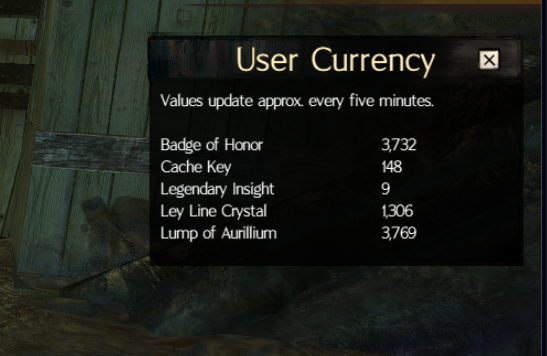 User Currency
Values update approx. every five minutes.
Badge of Honor 3,732
Cache Key 148
Legendary Insight 9
Ley Line Crystal 1,306
Lump of Aurillium 3,769